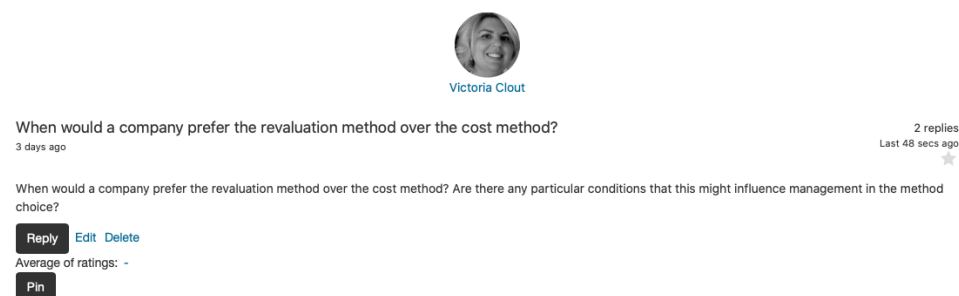 Victoria Clout
When would a company prefer the revaluation method over the cost method?
2 replies
3 days ago
Last 48 secs ago
When would a company prefer the revaluation method over the cost method? Are there any particular conditions that this might influence management in the method
choice?
Reply Edit Delete
Average of ratings: -
Pin